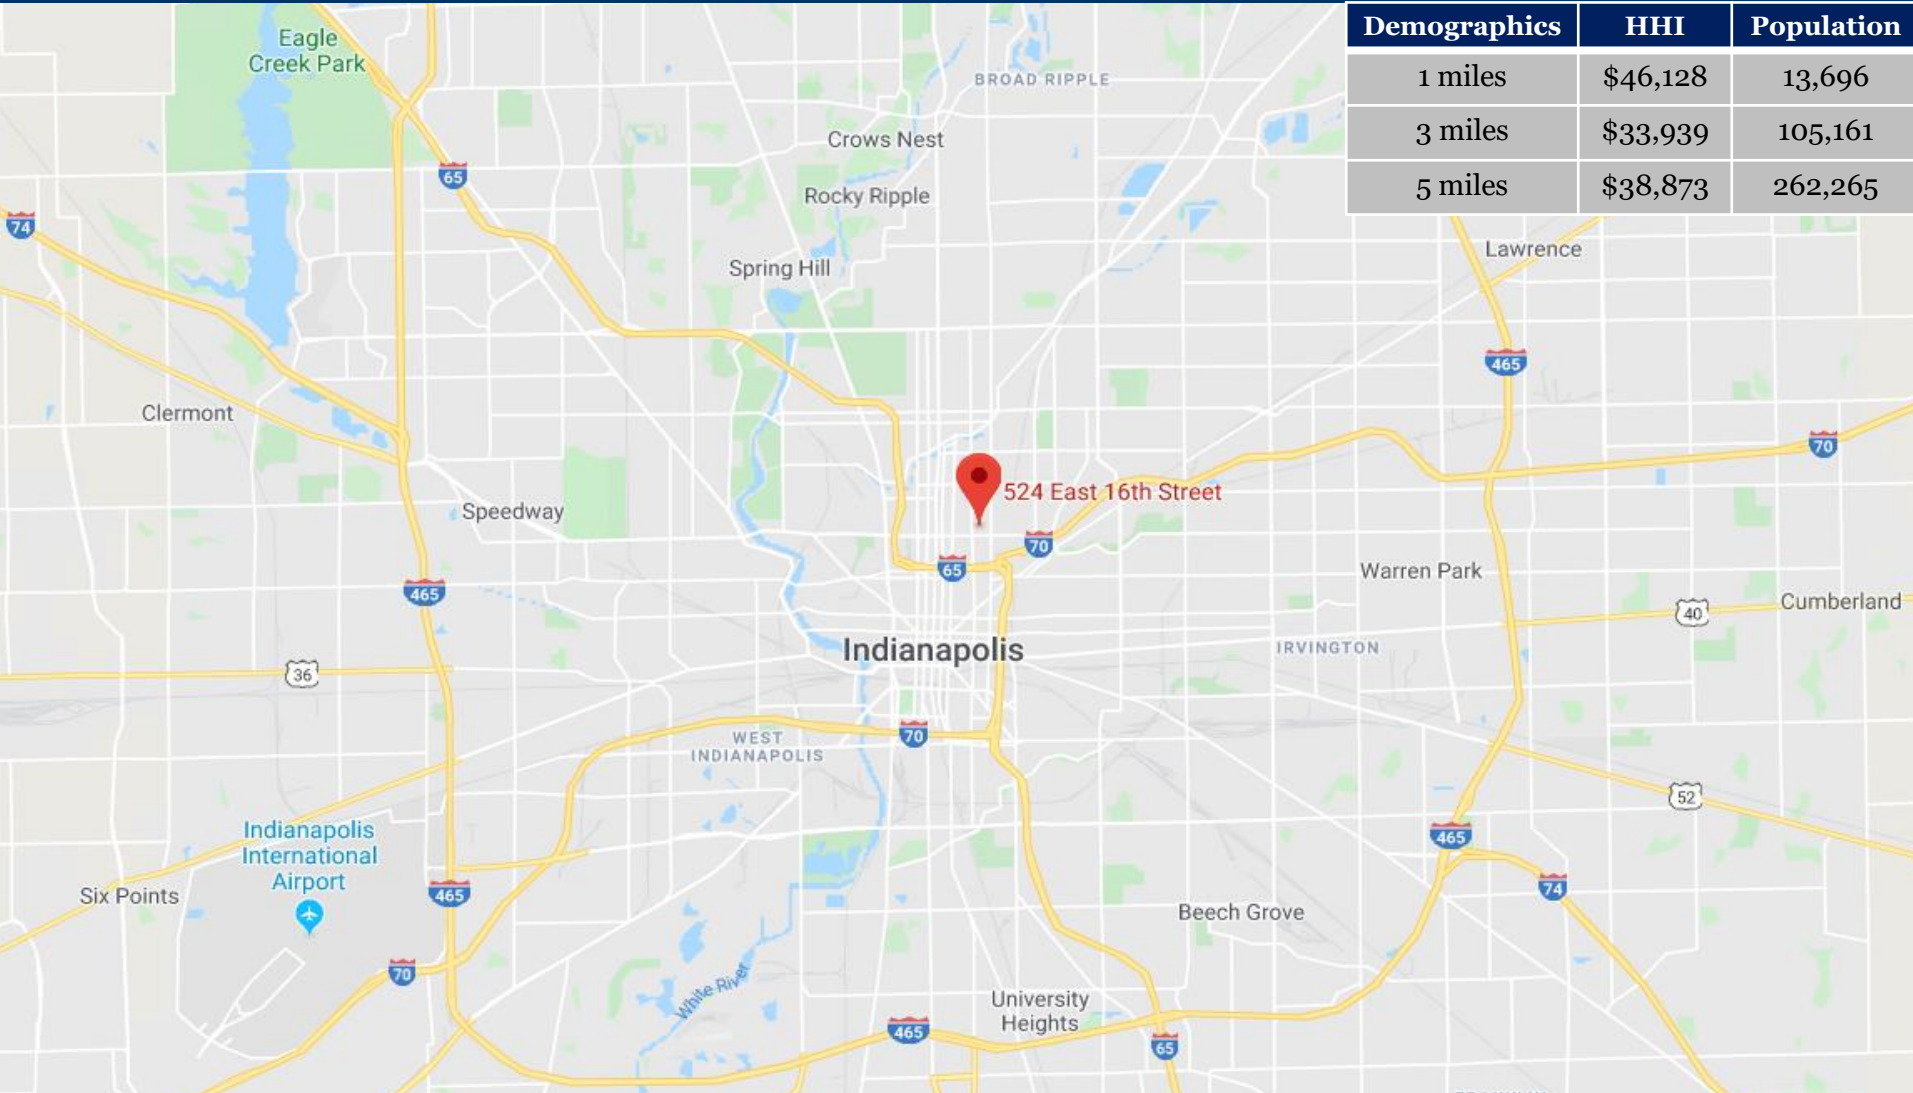 Demographics HHI Population
1 miles $46,128 13,696
3 miles $33,939 105,161
5 miles $38,873 262,265
Eagle
Creek Park
BROAD RIPPLE
Crows Nest
65
Rocky Ripple
74
Lawrence
Spring Hill
465
Clermont
70
524 East 16th Street
Speedway
70
65
Warren Park
465
Cumberland
40
Indianapolis
IRVINGTON
36
70
WEST
INDIANAPOLIS
52
Indianapolis
International
Airport
465
Six Points
465
74
Beech Grove
70
White River
University
Heights
465
65